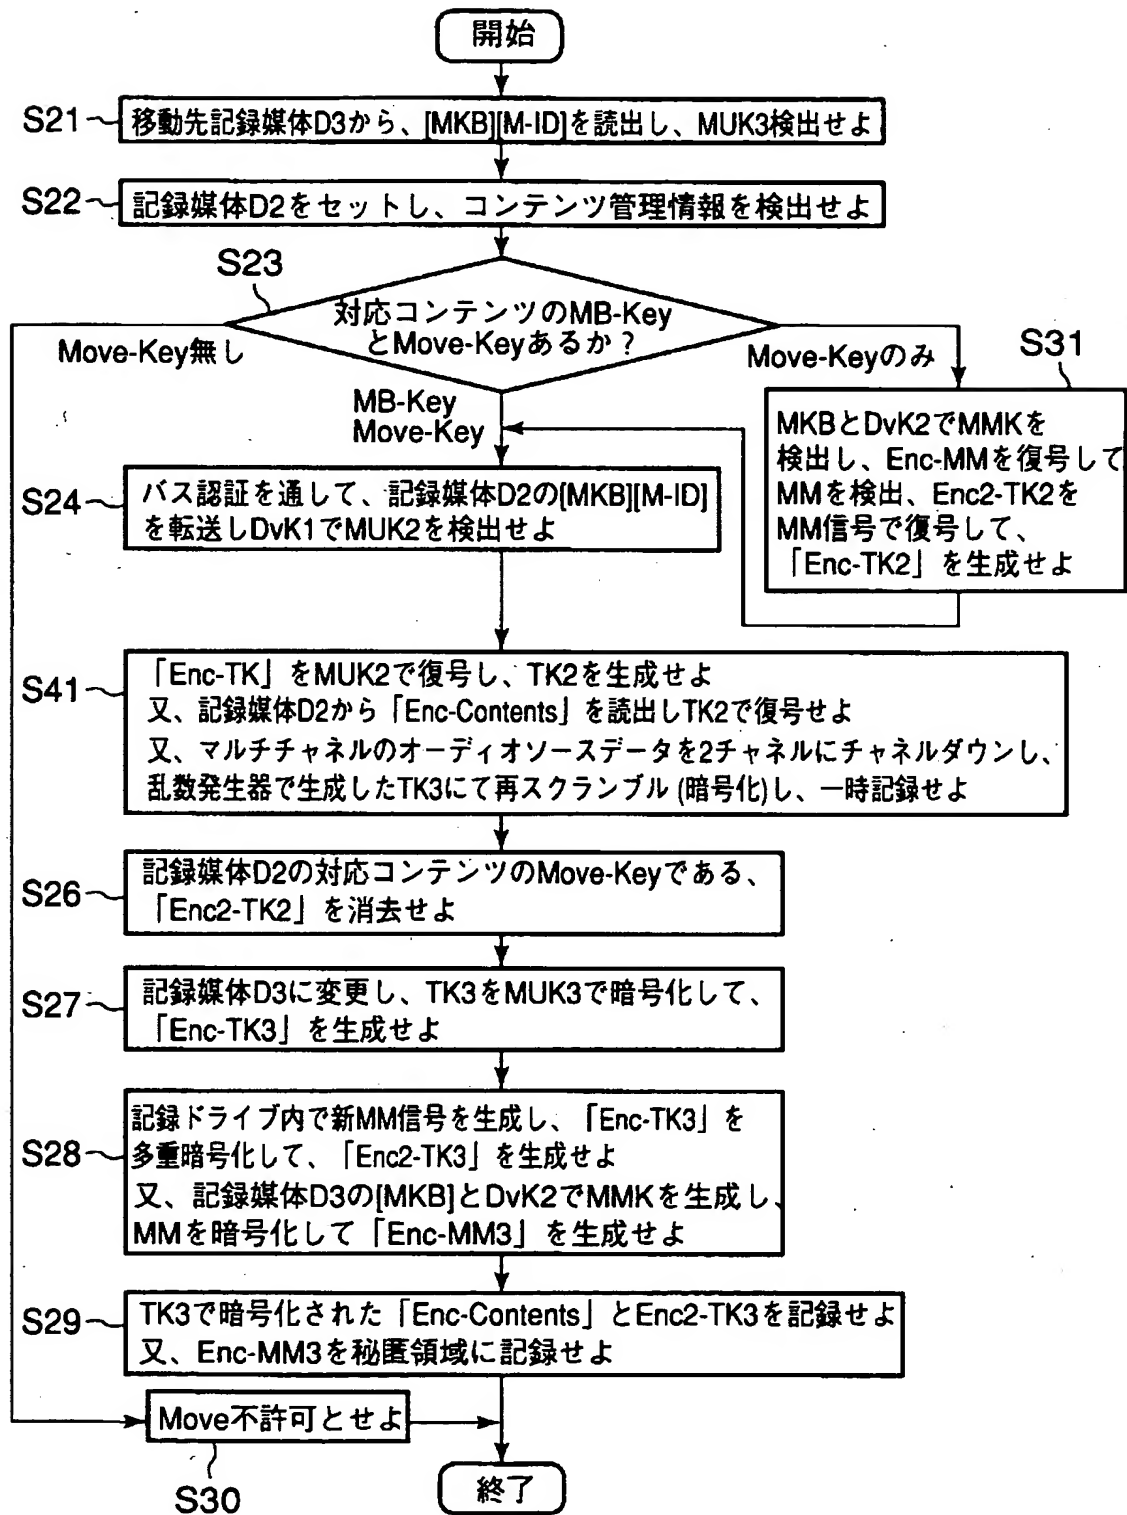 開始
S21
移動先記録媒体D3から、[MKB][M-ID]を読出し、MUK3検出せよ
S22
記録媒体D2をセットし、コンテンツ管理情報を検出せよ
S23
対応コンテンツのMB-Key
とMove-Keyあるか？
Move-Key無し
Move-Keyのみ
S31
MB-Key
Move-Key
MKBとDvK2でMMKを
検出し、Enc-MMを復号して
MMを検出、Enc2-TK2を
MM信号で復号して、
「Enc-TK2」を生成せよ
S24
バス認証を通して、記録媒体D2の[MKB][M-ID]
を転送しDvK1でMUK2を検出せよ
S41
「Enc-TK」をMUK2で復号し、TK2を生成せよ
又、記録媒体D2から「Enc-Contents」を読出しTK2で復号せよ
又、マルチチャネルのオーディオソースデータを2チャネルにチャネルダウンし、
乱数発生器で生成したTK3にて再スクランブル(暗号化)し、一時記録せよ
S26
記録媒体D2の対応コンテンツのMove-Keyである、
「Enc2-TK2」を消去せよ
S27
記録媒体D3に変更し、TK3をMUK3で暗号化して、
「Enc-TK3」を生成せよ
S28
記録ドライブ内で新MM信号を生成し、「Enc-TK3」を
多重暗号化して、「Enc2-TK3」を生成せよ
又、記録媒体D3の[MKB]とDvK2でMMKを生成し、
MMを暗号化して「Enc-MM3」を生成せよ
S29
TK3で暗号化された「Enc-Contents」とEnc2-TK3を記録せよ
又、Enc-MM3を秘匿領域に記録せよ
Move不許可とせよ
S30
終了